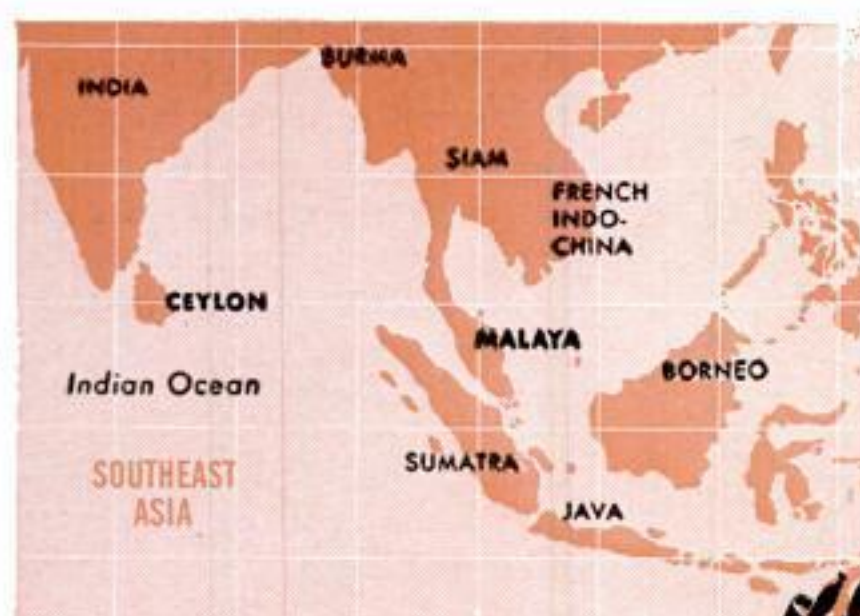 BURMA
INDIA
SIAM
FRENCH
INDO-
CHINA
CEYLON
MALAYA
BORNEO
Indian Ocean
SUMATRA
SOUTHEAST
ASIA
JAVA